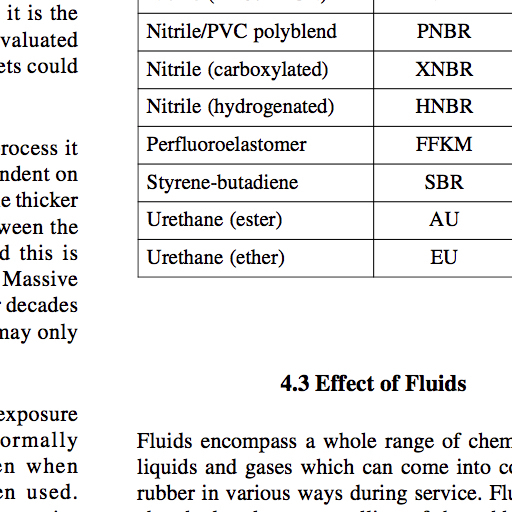 it is the
valuated
ets could
rocess it
ndent on
e thicker
ween the
d this is
Massive
decades
may only
exposure
ormally
en when
en used.
Nitrile/PVC polyblend PNBR
Nitrile (carboxylated) XNBR
Nitrile (hydrogenated) HNBR
Perfluoroelastomer FFKM
Styrene-butadiene SBR
Urethane (ester) AU
Urethane (ether) EU
4.3 Effect of Fluids
Fluids encompass a whole range of chem
liquids and gases which can come into co
rubber in various ways during service. Flu